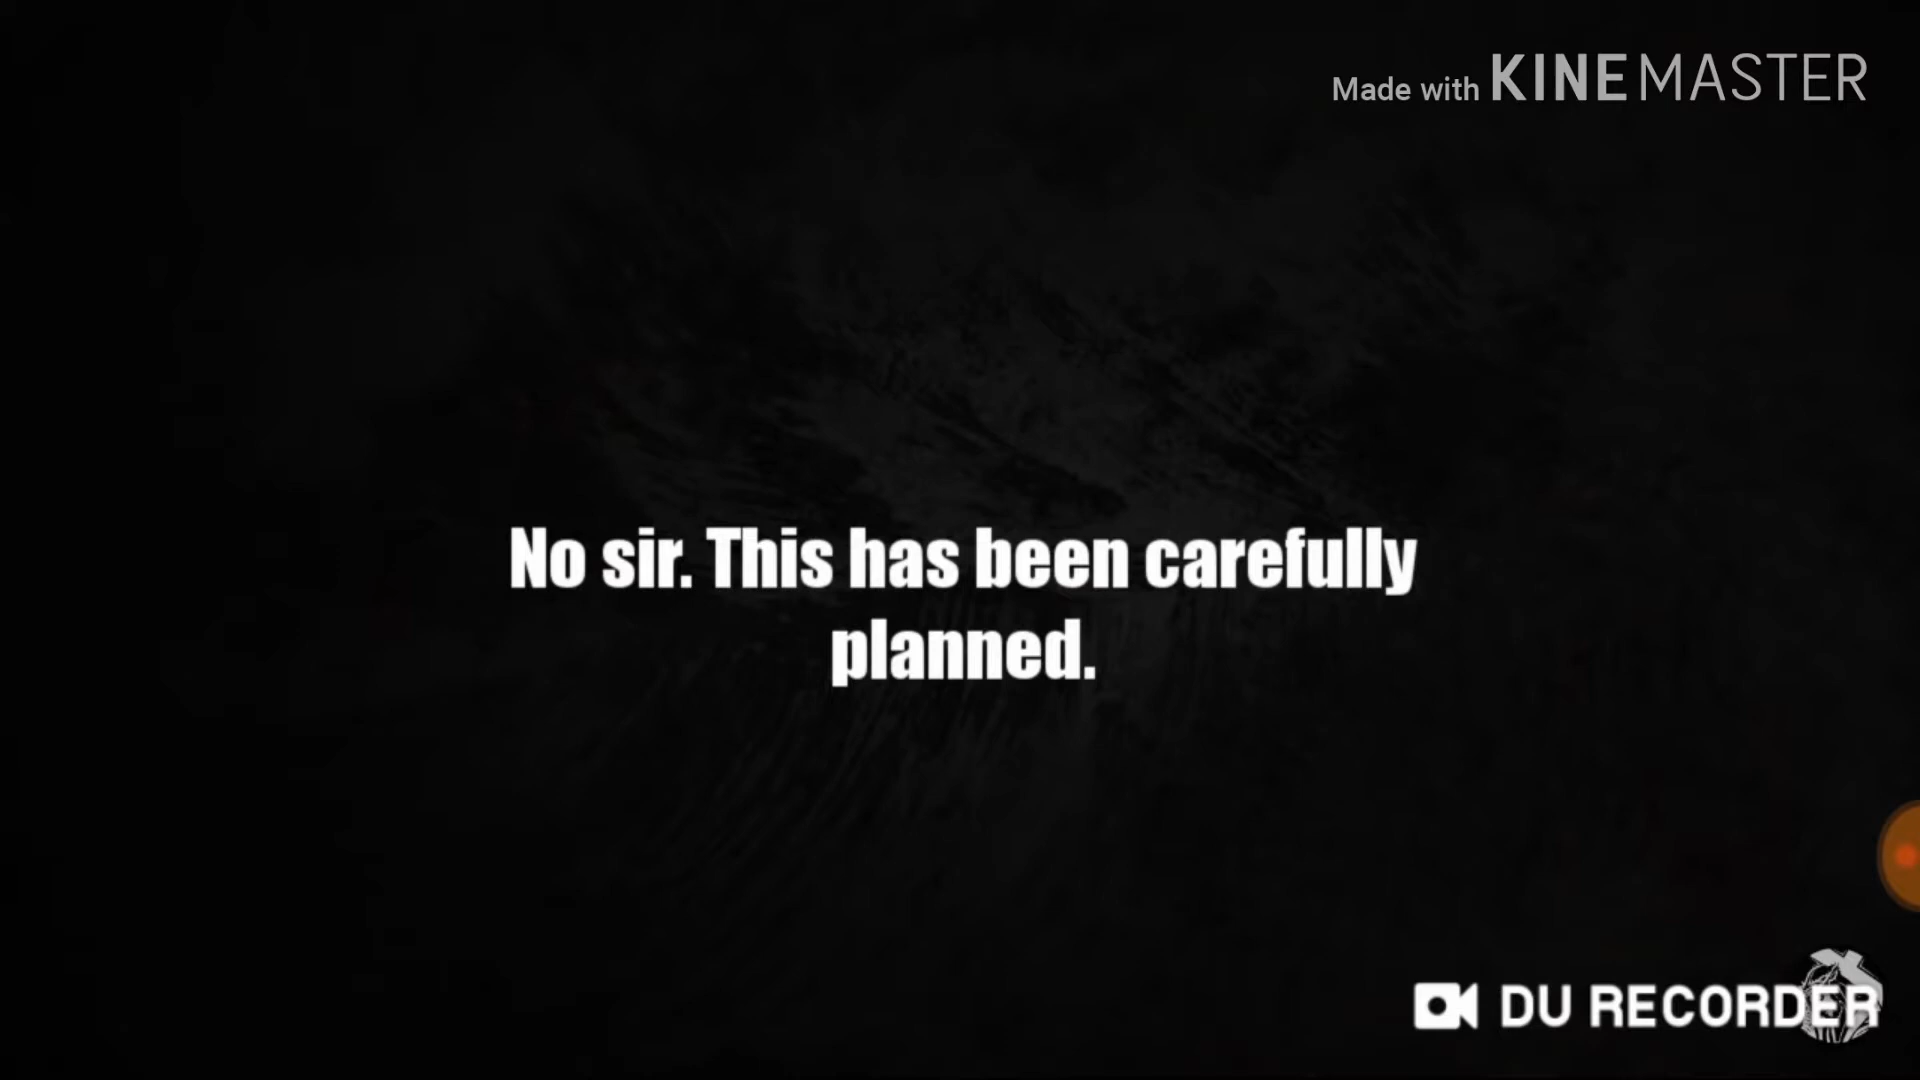 Made with KINEMASTER
No sir. This has been carefully
planned.
DU RECORDER